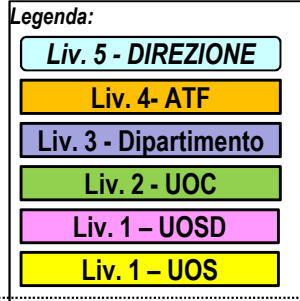 Legenda:
Liv. 5 - DIREZIONE
Liv. 4- ATF
Liv. 3 - Dipartimento
Liv. 2 - UOC
Liv. 1 – UOSD
Liv. 1 – UOS